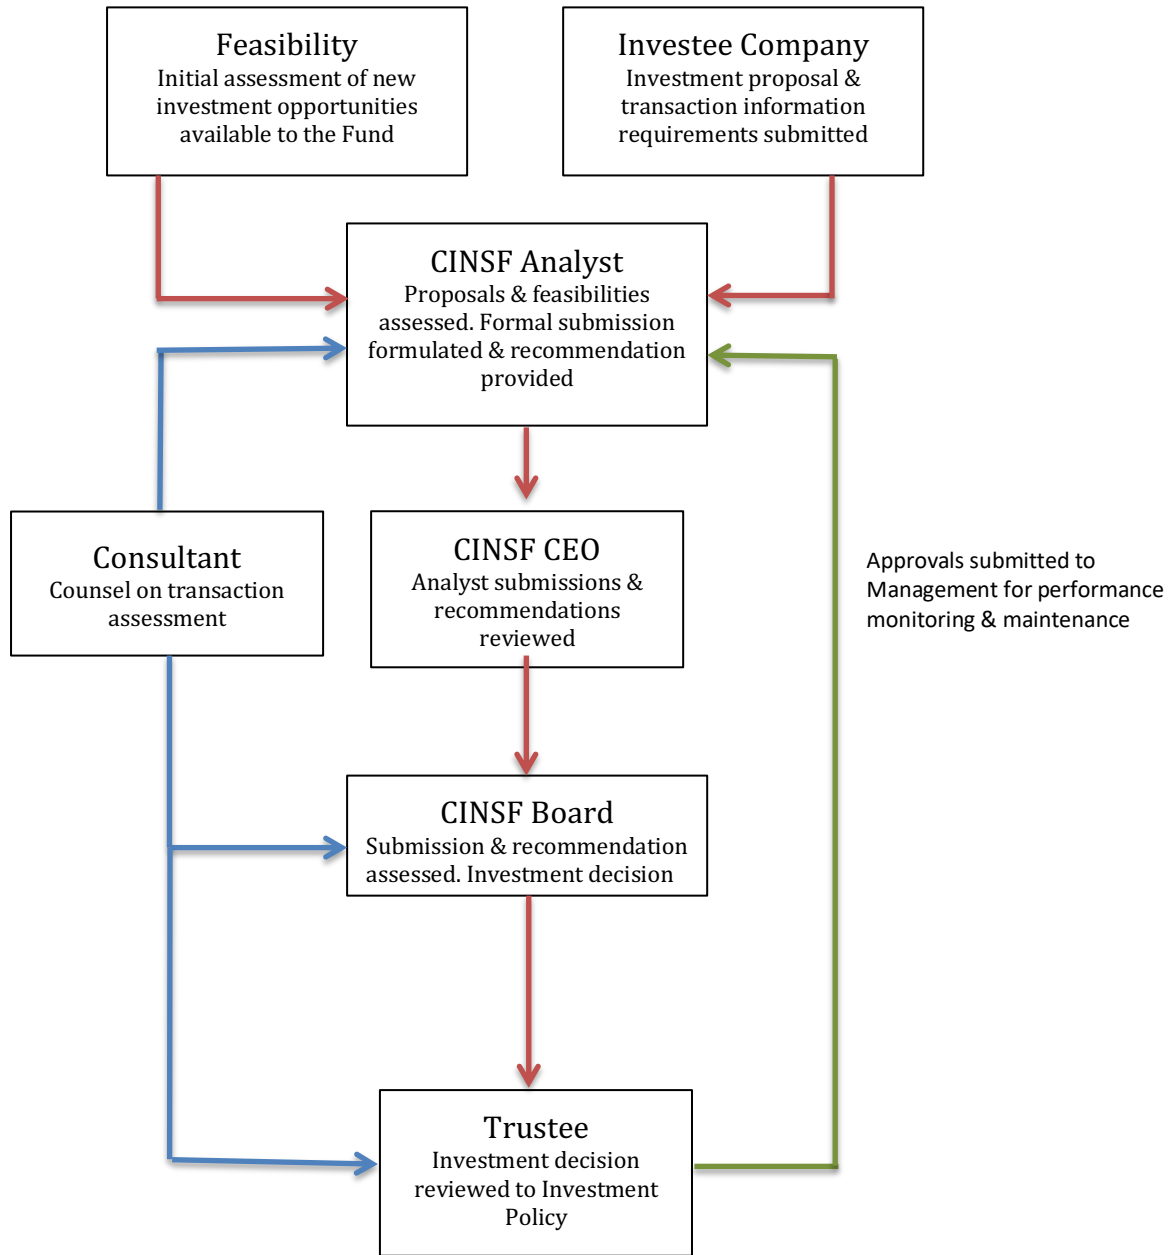 Feasibility
Initial assessment of new
investment opportunities
available to the Fund
Investee Company
Investment proposal &
transaction information
requirements submitted
CINSF Analyst
Proposals & feasibilities
assessed. Formal submission
formulated & recommendation
provided
Consultant
Counsel on transaction
assessment
CINSF CEO
Analyst submissions &
recommendations
reviewed
Approvals submitted to
Management for performance
monitoring & maintenance
CINSF Board
Submission & recommendation
assessed. Investment decision
Trustee
Investment decision
reviewed to Investment
Policy